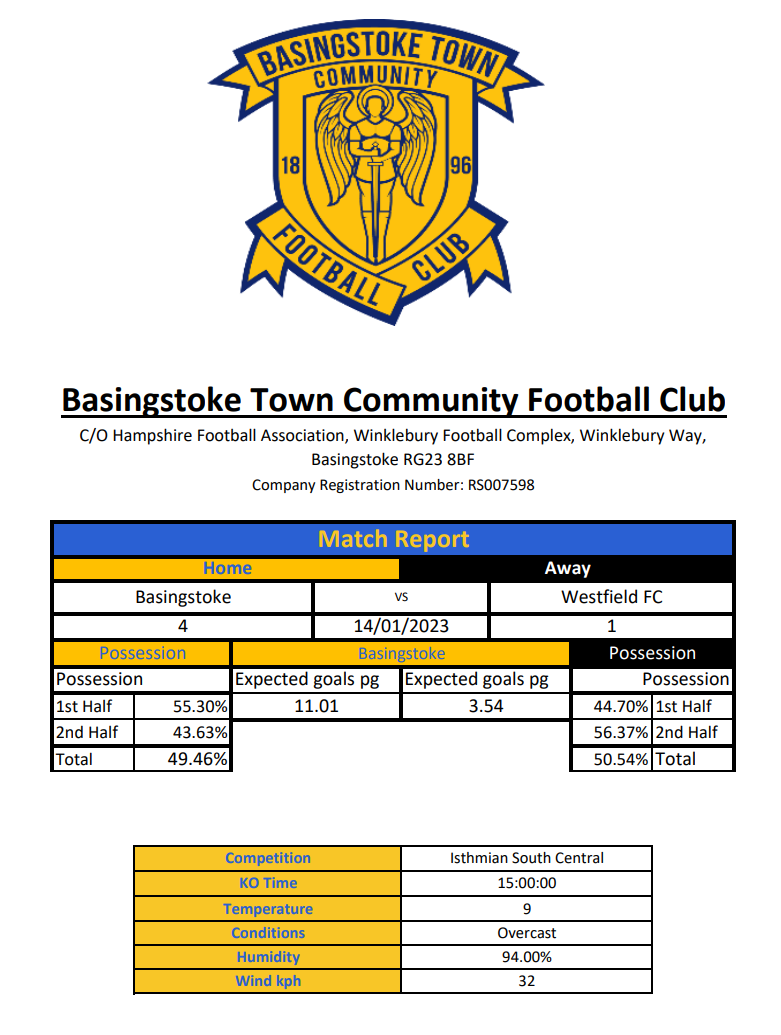 BASINGSTOKE TOWN
COMMUNITY
18 96
FOOTBALL CLUB
Basingstoke Town Community Football Club
C/O Hampshire Football Association, Winklebury Football Complex, Winklebury Way,
Basingstoke RG23 8BF
Company Registration Number: RS007598
Match Report
Home Away
Basingstoke vs Westfield FC
4 14/01/2023 1
Possession Basingstoke Possession
Possession Expected goals pg Expected goals pg Possession
1st Half 55.30% 11.01 3.54 44.70% 1st Half
2nd Half 43.63% 56.37% 2nd Half
Total 49.46% 50.54% Total
Competition Isthmian South Central
KO Time 15:00:00
Temperature 9
Conditions Overcast
Humidity 94.00%
Wind kph 32